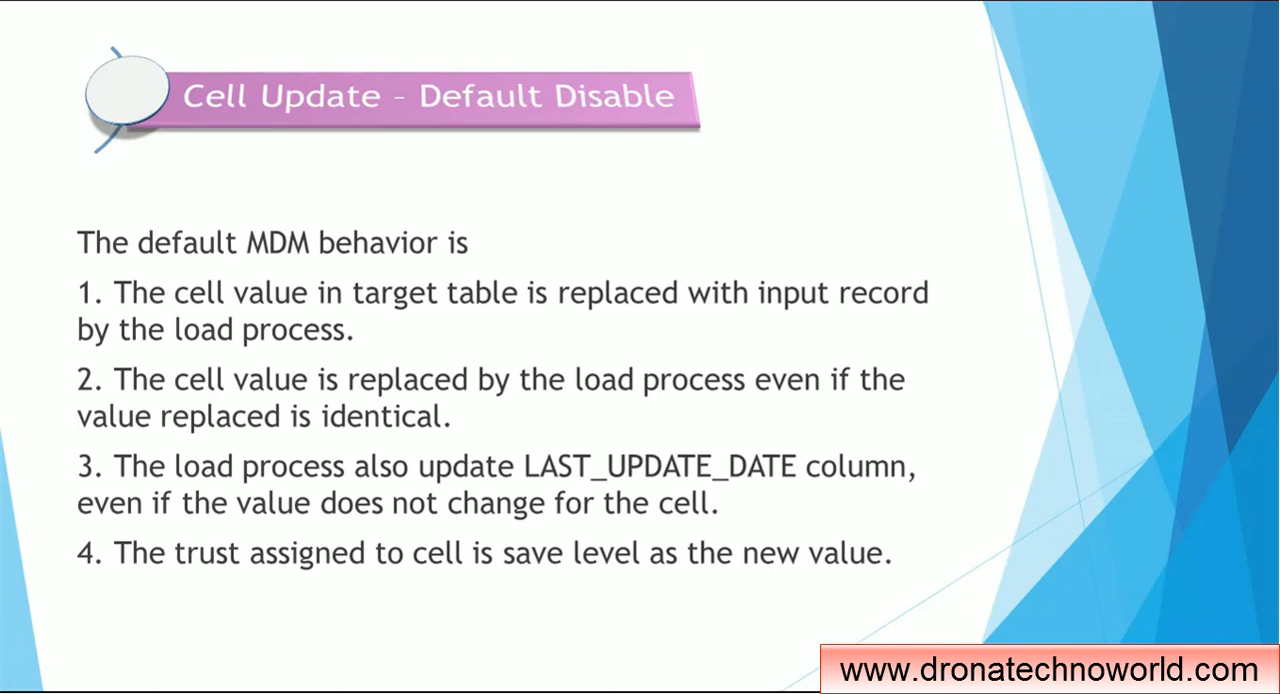 Cell Update – Default Disable
The default MDM behavior is
1. The cell value in target table is replaced with input record
by the load process.
2. The cell value is replaced by the load process even if the
value replaced is identical.
3. The load process also update LAST_UPDATE_DATE column,
even if the value does not change for the cell.
4. The trust assigned to cell is save level as the new value.
www.dronatechnoworld.com